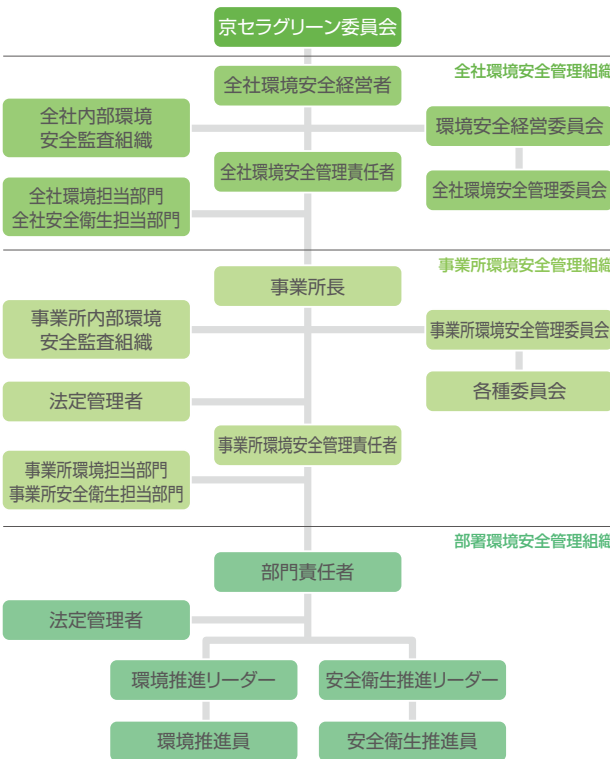 京セラグリーン委員会
全社環境安全管理組織
全社環境安全経営者
全社内部環境
安全監査組織
環境安全経営委員会
全社環境安全管理責任者
全社環境安全管理委員会
全社環境担当部門
全社安全衛生担当部門
事業所環境安全管理組織
事業所長
事業所内部環境
安全監査組織
事業所環境安全管理委員会
法定管理者
各種委員会
事業所環境安全管理責任者
事業所環境担当部門
事業所安全衛生担当部門
部署環境安全管理組織
部門責任者
法定管理者
環境推進リーダー
安全衛生推進リーダー
環境推進員
安全衛生推進員